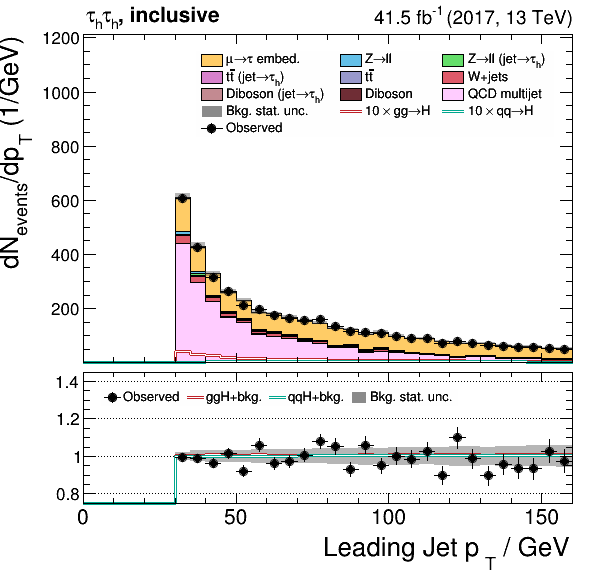 τhτh, inclusive 41.5 fb-1 (2017, 13 TeV)
dNevents/dpT (1/GeV)
1200
1000
800
600
400
200
μ→τ embed. Z→ll Z→ll (jet→τh)
tt̄ (jet→τh) tt̄ W+jets
Diboson (jet→τh) Diboson QCD multijet
Bkg. stat. unc. 10 × gg→H 10 × qq→H
Observed
1.4
1.2
1
0.8
Observed ggH+bkg. qqH+bkg. Bkg. stat. unc.
0 50 100 150
Leading Jet pT / GeV